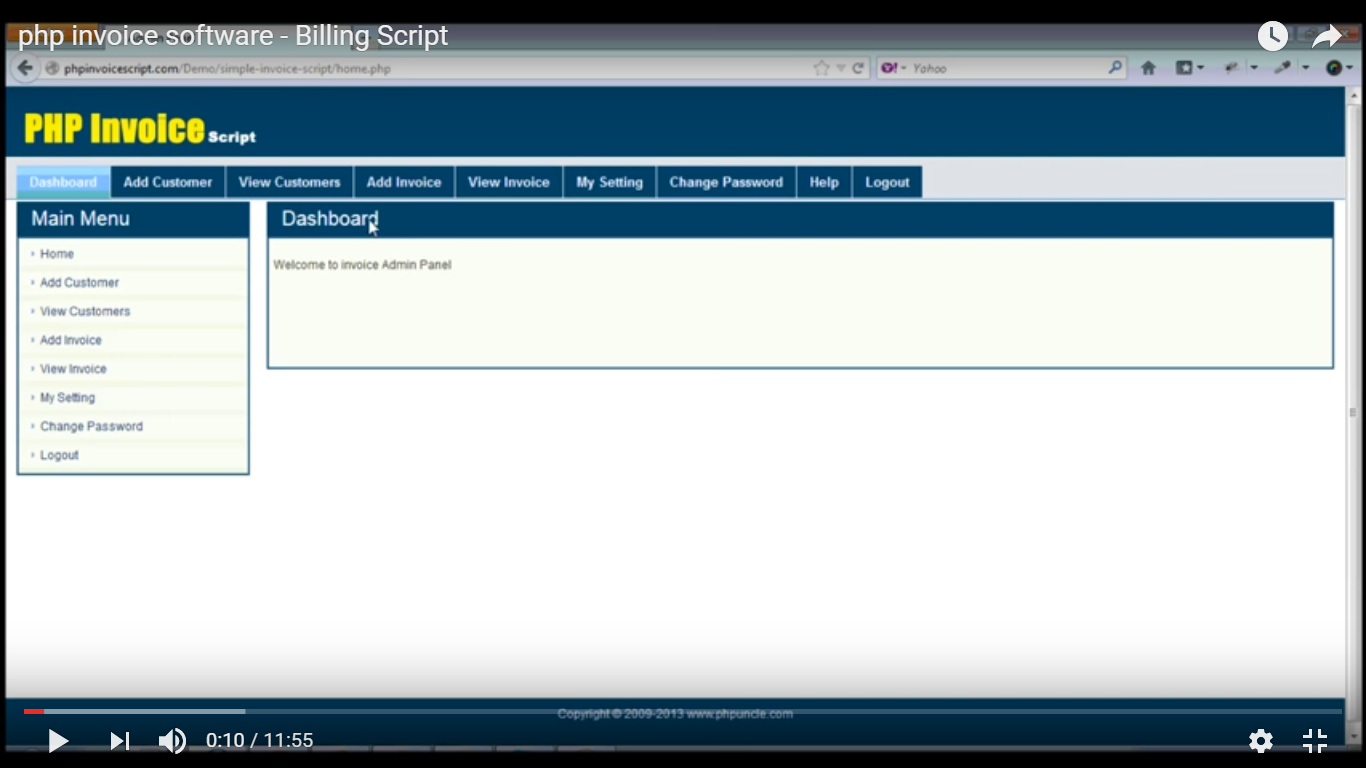 php invoice software - Billing Script
phpinvoicescript.com/Demo/simple-invoice-script/home.php
Yahoo
PHP Invoice Script
Dashboard Add Customer View Customers Add Invoice View Invoice My Setting Change Password Help Logout
Main Menu
Home
Add Customer
View Customers
Add Invoice
View Invoice
My Setting
Change Password
Logout
Dashboard
Welcome to invoice Admin Panel
Copyright © 2009-2013 www.phpuncle.com
0:10 / 11:55